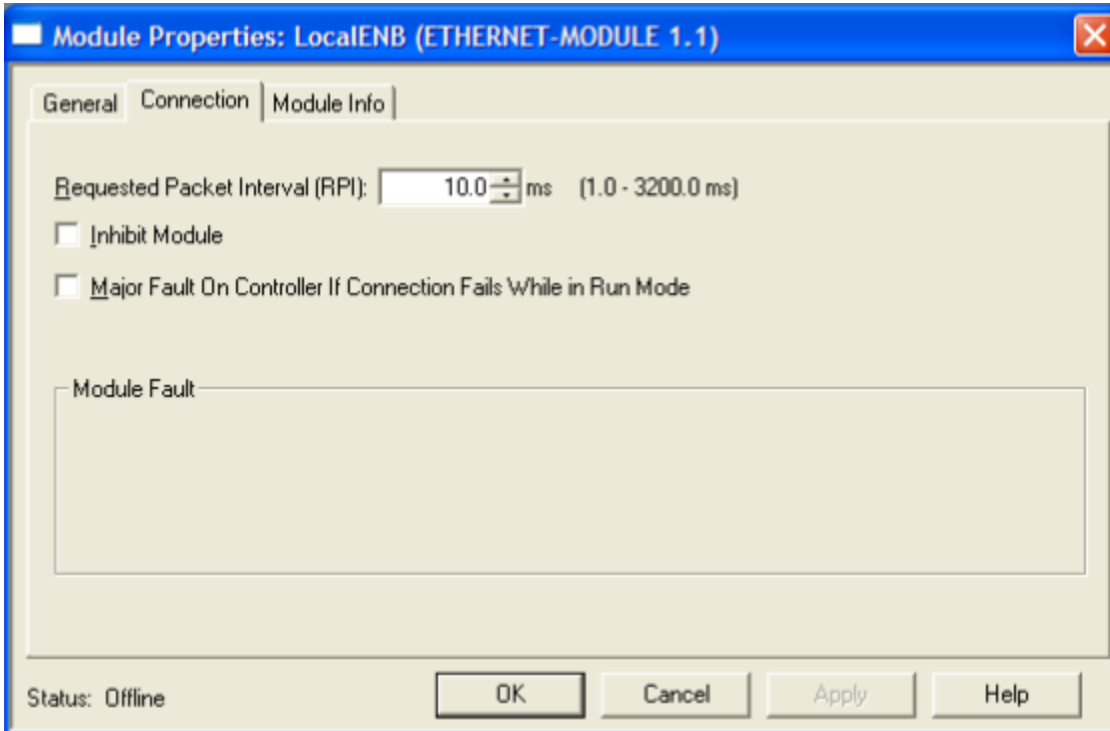 Module Properties: LocalENB (ETHERNET-MODULE 1.1)
General Connection Module Info
Requested Packet Interval (RPI): 10.0 ms (1.0 - 3200.0 ms)
Inhibit Module
Major Fault On Controller If Connection Fails While in Run Mode
Module Fault
Status: Offline OK Cancel Apply Help